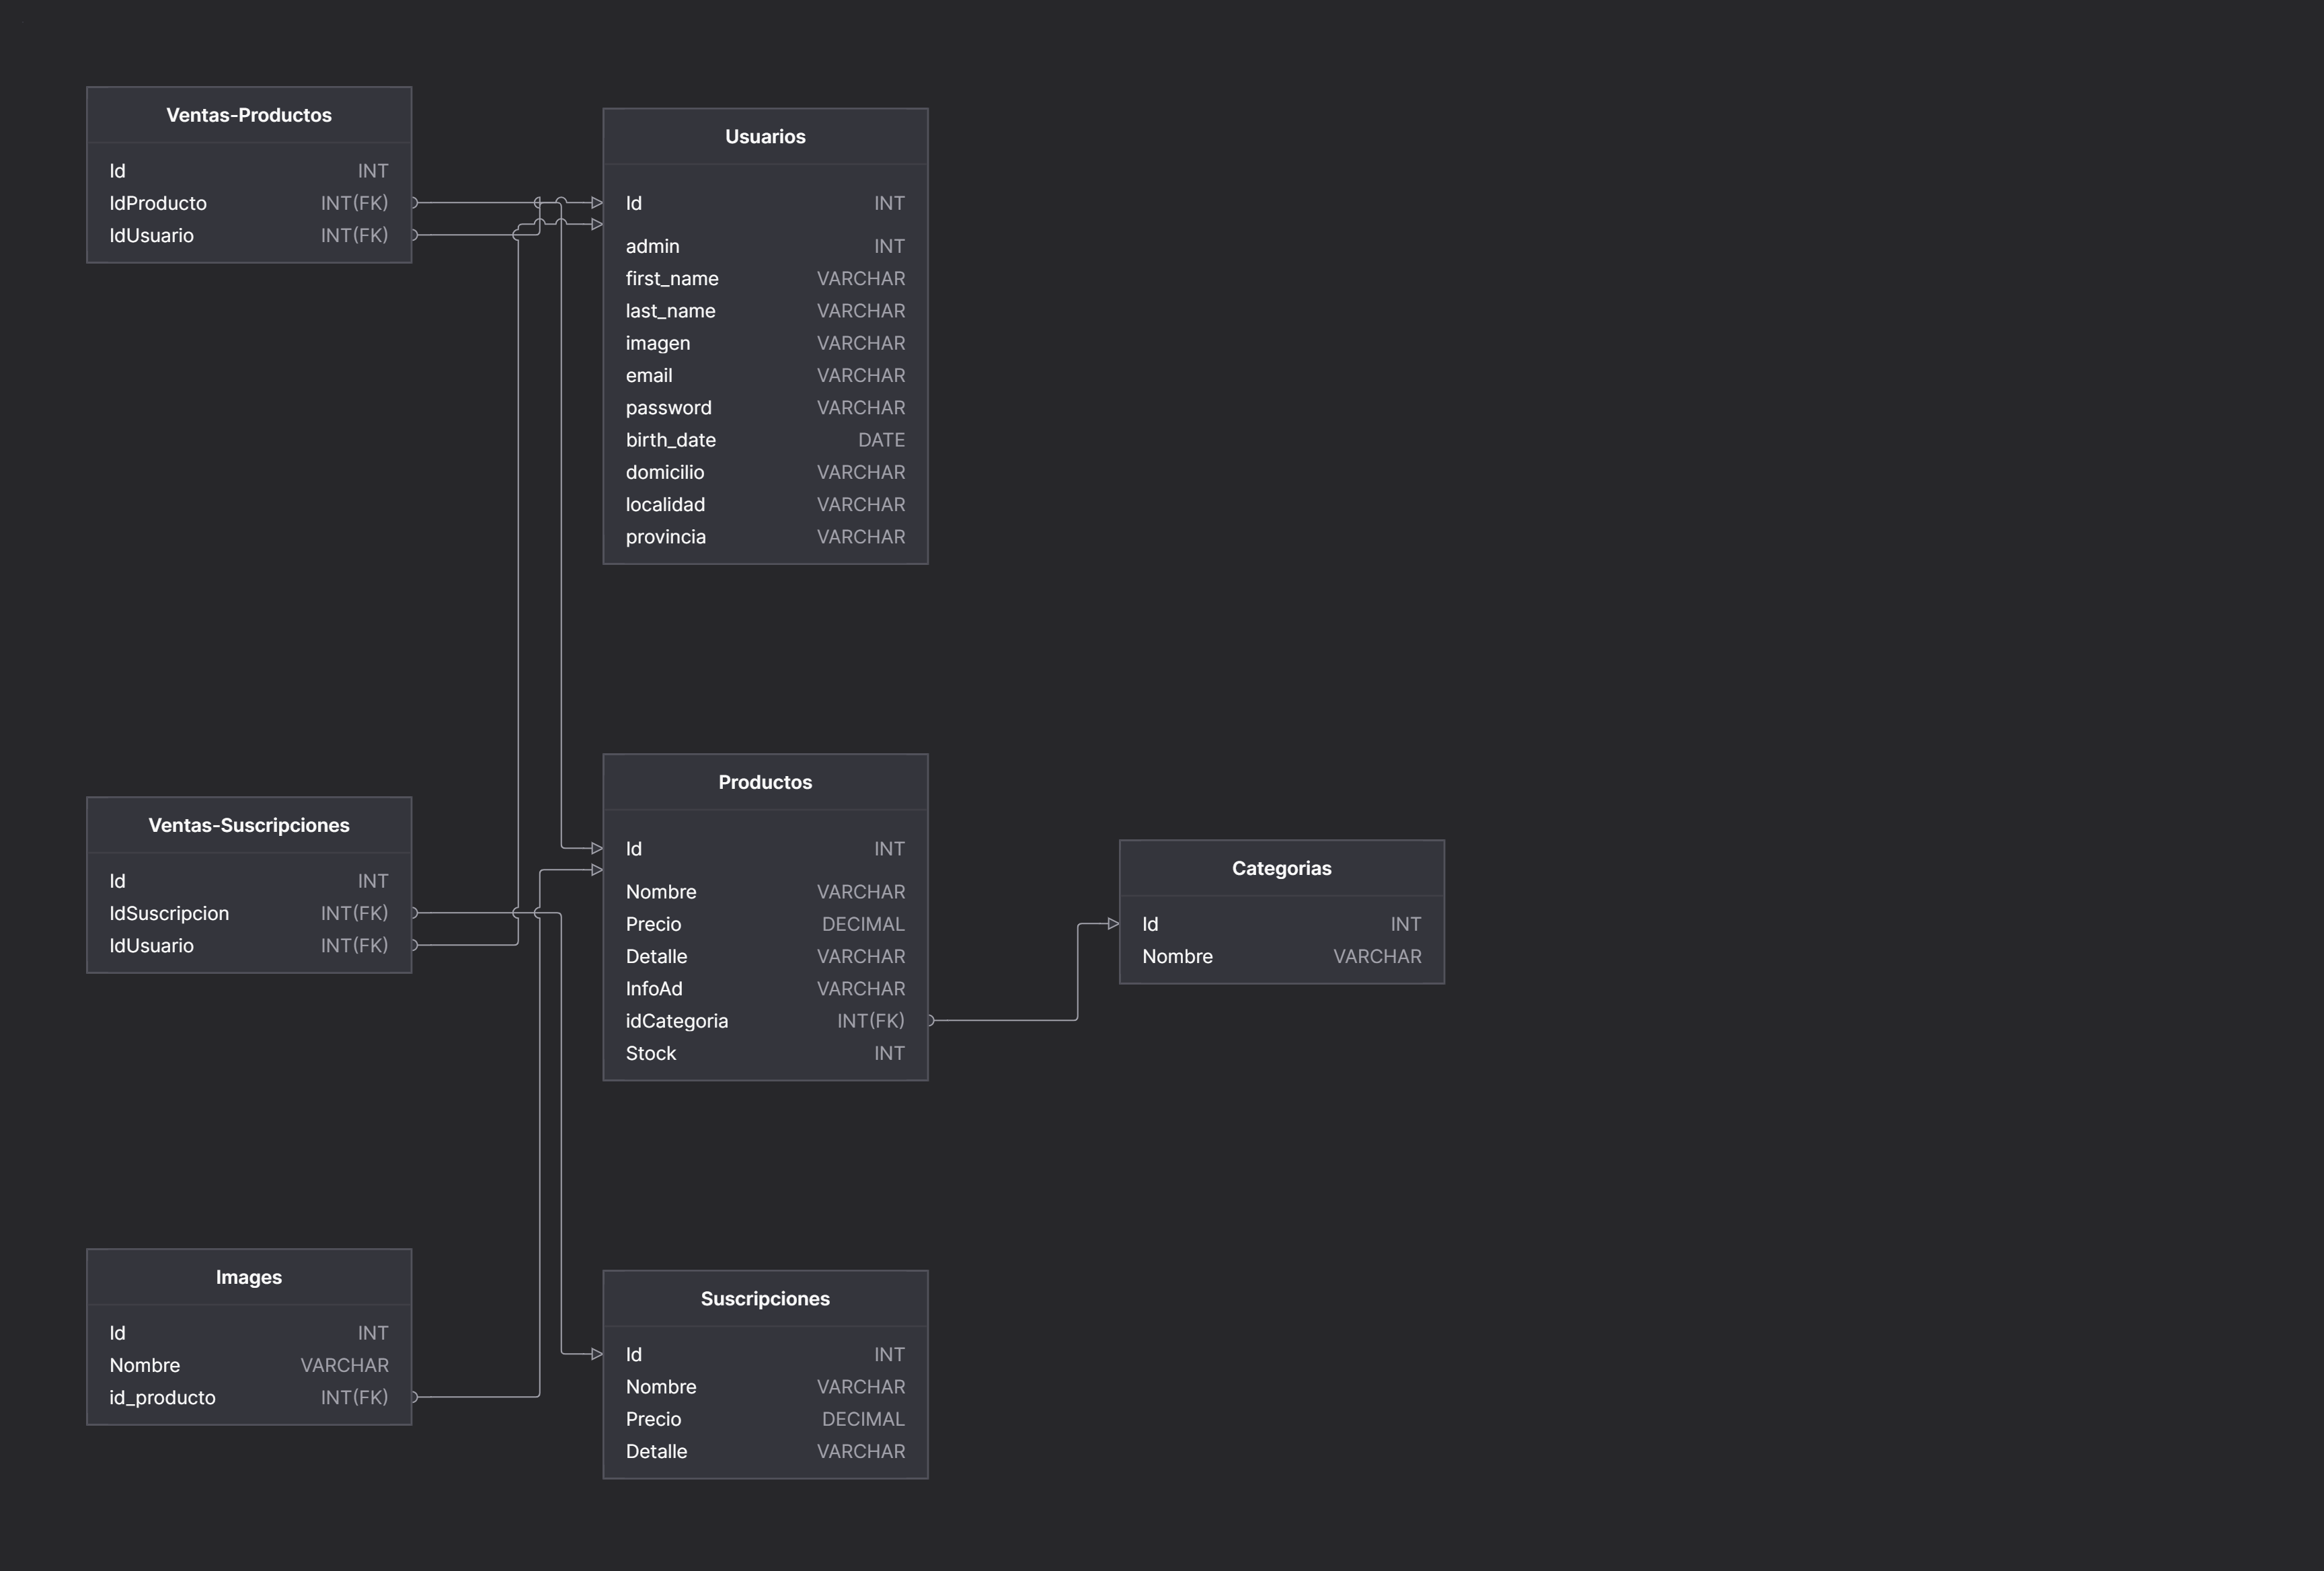 Ventas-Productos
Id INT
IdProducto INT(FK)
IdUsuario INT(FK)
Usuarios
Id INT
admin INT
first_name VARCHAR
last_name VARCHAR
imagen VARCHAR
email VARCHAR
password VARCHAR
birth_date DATE
domicilio VARCHAR
localidad VARCHAR
provincia VARCHAR
Ventas-Suscripciones
Id INT
IdSuscripcion INT(FK)
IdUsuario INT(FK)
Productos
Id INT
Nombre VARCHAR
Precio DECIMAL
Detalle VARCHAR
InfoAd VARCHAR
idCategoria INT(FK)
Stock INT
Categorias
Id INT
Nombre VARCHAR
Images
Id INT
Nombre VARCHAR
id_producto INT(FK)
Suscripciones
Id INT
Nombre VARCHAR
Precio DECIMAL
Detalle VARCHAR